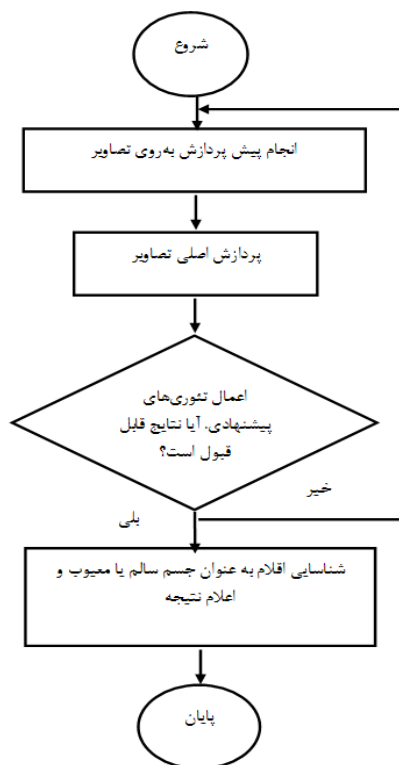 شروع
انجام پیش پردازش به‌روی تصاویر
پردازش اصلی تصاویر
اعمال تئوری‌های
پیشنهادی. آیا نتایج قابل
قبول است؟
خیر
بلی
شناسایی اقلام به عنوان جسم سالم یا معیوب و
اعلام نتیجه
پایان